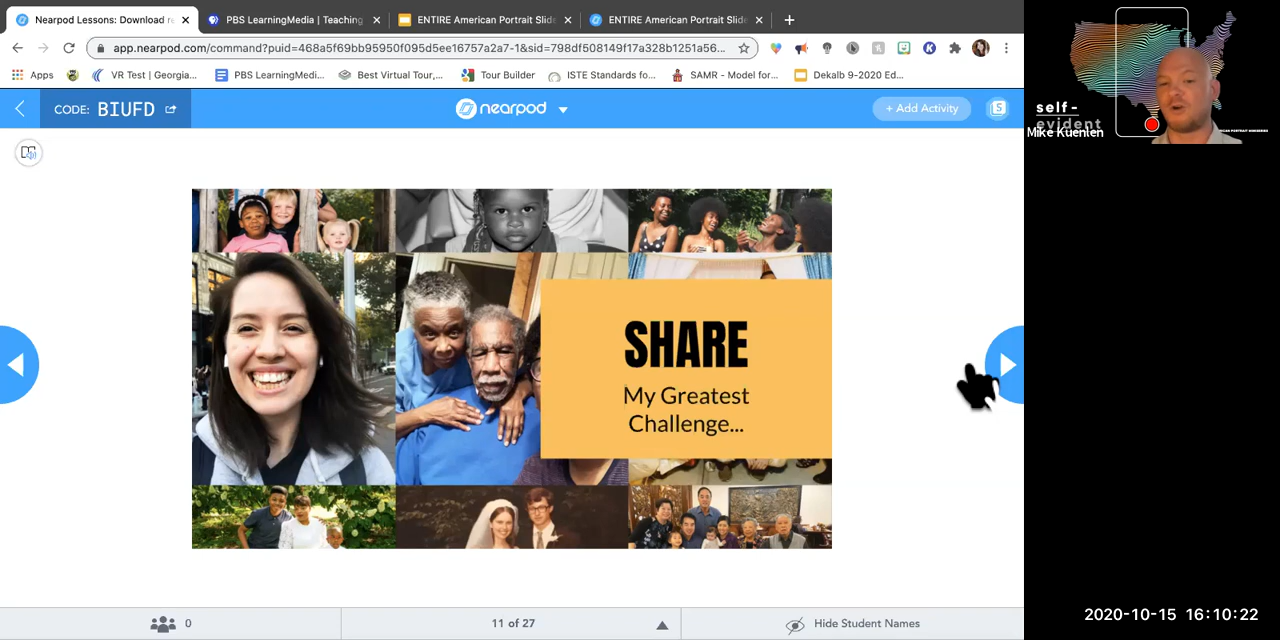 Nearpod Lessons: Download re
PBS LearningMedia | Teaching
ENTIRE American Portrait Slide
ENTIRE American Portrait Slide
app.nearpod.com/command?puid=468a5f69bb95950f095d5ee16757a2a7-1&sid=798df508149f17a328b1251a56...
Apps
VR Test | Georgia...
PBS LearningMedi...
Best Virtual Tour,...
Tour Builder
ISTE Standards fo...
SAMR - Model for...
Dekalb 9-2020 Ed...
CODE: BIUFD
nearpod
+ Add Activity
S
SHARE
My Greatest
Challenge...
0
11 of 27
Hide Student Names
self-
evident
Mike Kuenlen
2020-10-15 16:10:22